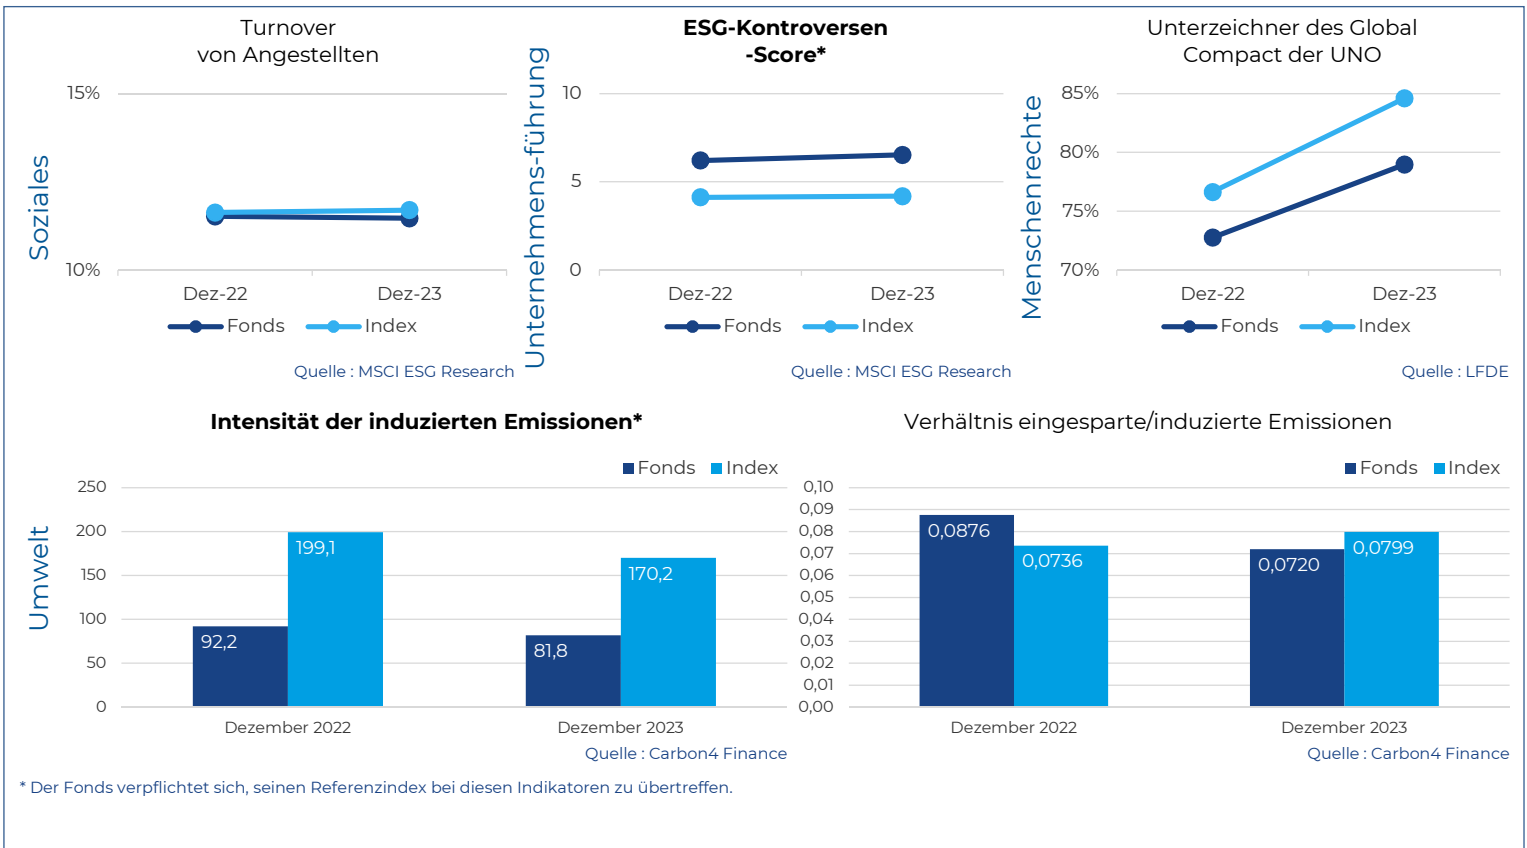 Turnover
von Angestellten
Soziales
15%
10%
Dez-22
Dez-23
Fonds
Index
Quelle : MSCI ESG Research
ESG-Kontroversen
-Score*
Unternehmens-führung
10
5
0
Dez-22
Dez-23
Fonds
Index
Quelle : MSCI ESG Research
Unterzeichner des Global
Compact der UNO
Menschenrechte
85%
80%
75%
70%
Dez-22
Dez-23
Fonds
Index
Quelle : LFDE
Intensität der induzierten Emissionen*
Umwelt
Fonds
Index
250
200
150
100
50
0
92,2
199,1
81,8
170,2
Dezember 2022
Dezember 2023
Quelle : Carbon4 Finance
Verhältnis eingesparte/induzierte Emissionen
Fonds
Index
0,10
0,09
0,08
0,07
0,06
0,05
0,04
0,03
0,02
0,01
0,00
0,0876
0,0736
0,0720
0,0799
Dezember 2022
Dezember 2023
Quelle : Carbon4 Finance
* Der Fonds verpflichtet sich, seinen Referenzindex bei diesen Indikatoren zu übertreffen.